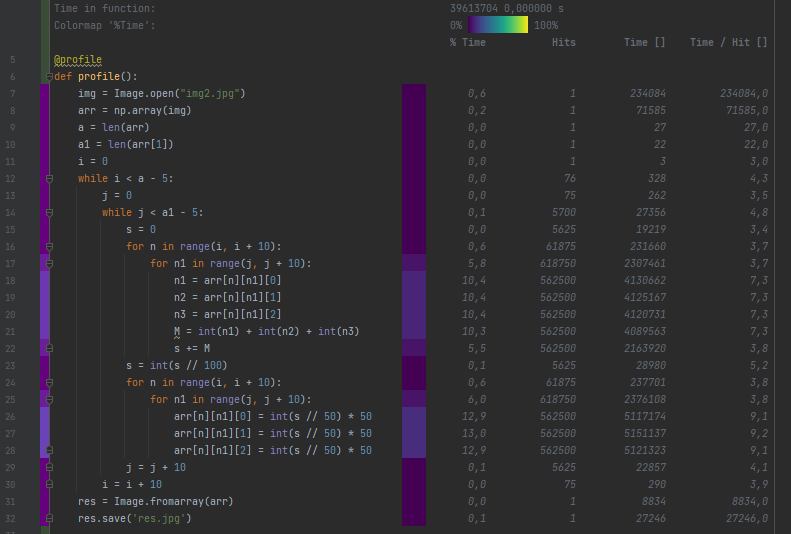 Time in function: 39613704 0,000000 s
Colormap '%Time': 0% 100%
% Time Hits Time [] Time / Hit []
5 @profile
6 def profile():
7 img = Image.open("img2.jpg") 0,6 1 234084 234084,0
8 arr = np.array(img) 0,2 1 71585 71585,0
9 a = len(arr) 0,0 1 27 27,0
10 a1 = len(arr[1]) 0,0 1 22 22,0
11 i = 0 0,0 1 3 3,0
12 while i < a - 5: 0,0 76 328 4,3
13 j = 0 0,0 75 262 3,5
14 while j < a1 - 5: 0,1 5700 27356 4,8
15 s = 0 0,0 5625 19219 3,4
16 for n in range(i, i + 10): 0,6 61875 231660 3,7
17 for n1 in range(j, j + 10): 5,8 618750 2307461 3,7
18 n1 = arr[n][n1][0] 10,4 562500 4130662 7,3
19 n2 = arr[n][n1][1] 10,4 562500 4125167 7,3
20 n3 = arr[n][n1][2] 10,4 562500 4120731 7,3
21 M = int(n1) + int(n2) + int(n3) 10,3 562500 4089563 7,3
22 s += M 5,5 562500 2163920 3,8
23 s = int(s // 100) 0,1 5625 28980 5,2
24 for n in range(i, i + 10): 0,6 61875 237701 3,8
25 for n1 in range(j, j + 10): 6,0 618750 2376108 3,8
26 arr[n][n1][0] = int(s // 50) * 50 12,9 562500 5117174 9,1
27 arr[n][n1][1] = int(s // 50) * 50 13,0 562500 5151137 9,2
28 arr[n][n1][2] = int(s // 50) * 50 12,9 562500 5121323 9,1
29 j = j + 10 0,1 5625 22857 4,1
30 i = i + 10 0,0 75 290 3,9
31 res = Image.fromarray(arr) 0,0 1 8834 8834,0
32 res.save('res.jpg') 0,1 1 27246 27246,0